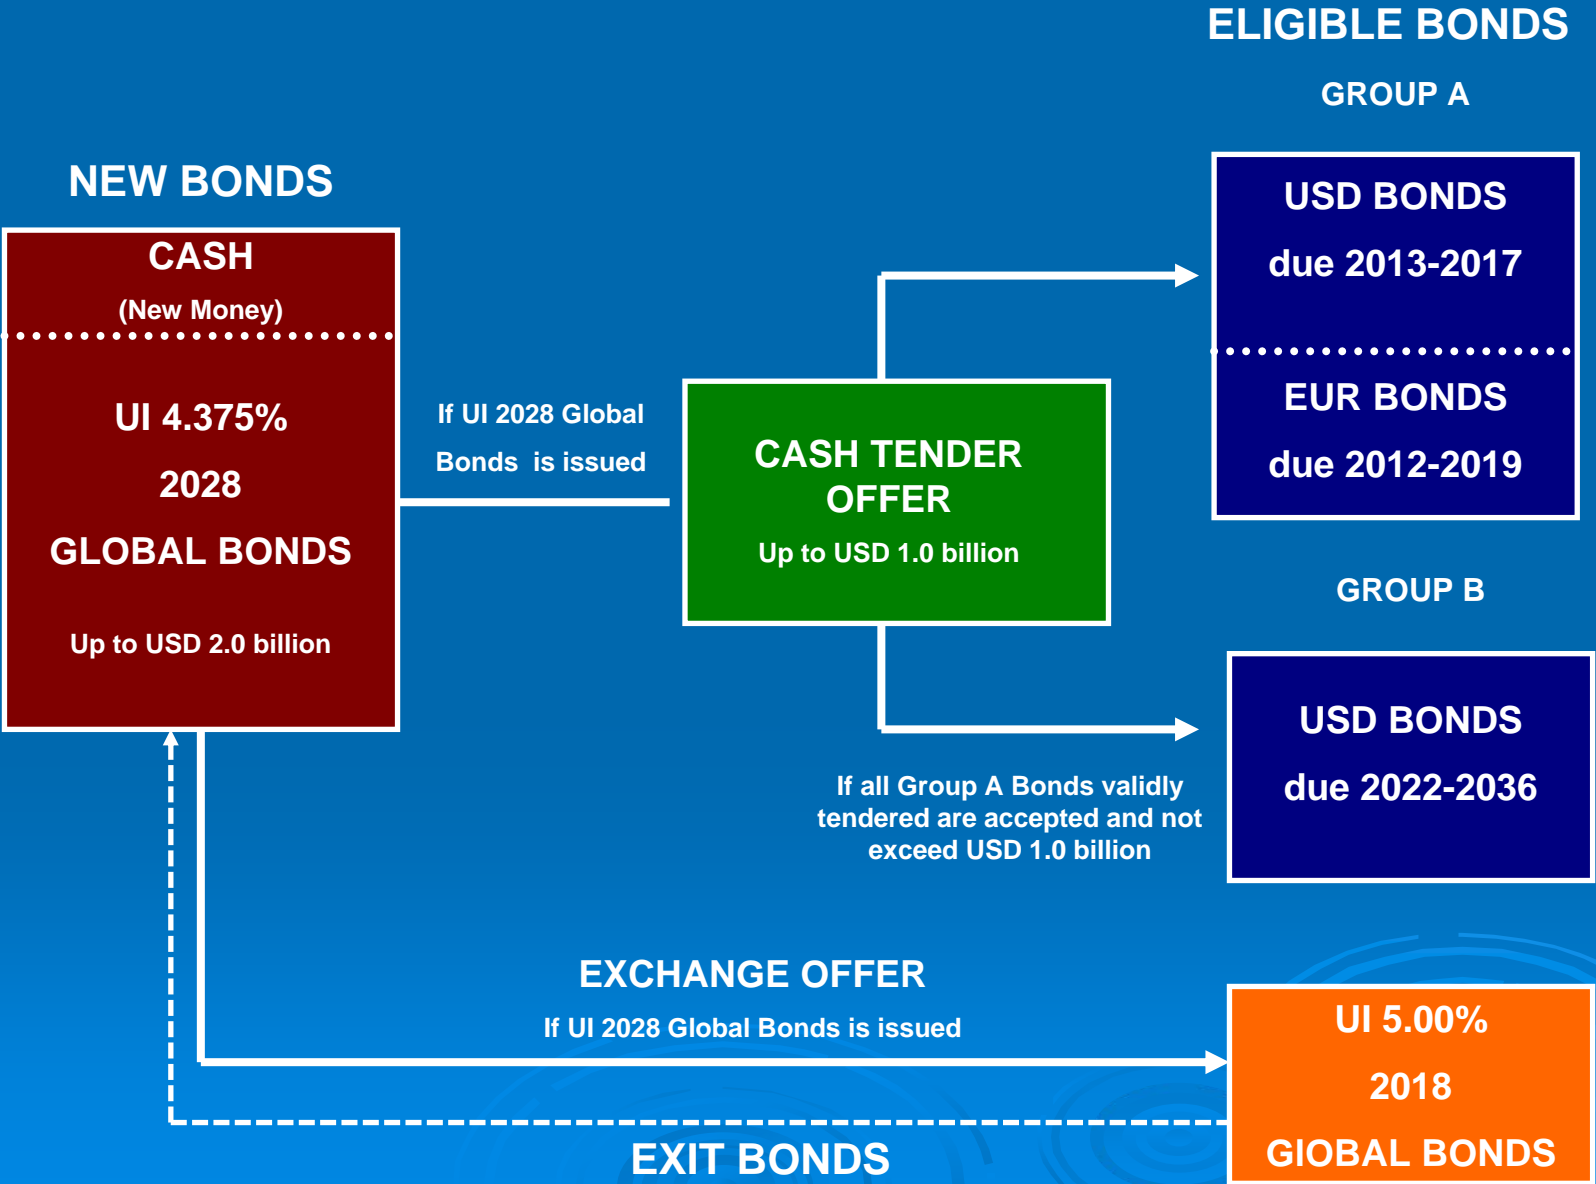 ELIGIBLE BONDS
GROUP A
NEW BONDS
CASH
(New Money)
UI 4.375%
2028
GLOBAL BONDS
Up to USD 2.0 billion
If UI 2028 Global
Bonds is issued
CASH TENDER
OFFER
Up to USD 1.0 billion
USD BONDS
due 2013-2017
EUR BONDS
due 2012-2019
GROUP B
USD BONDS
due 2022-2036
If all Group A Bonds validly
tendered are accepted and not
exceed USD 1.0 billion
EXCHANGE OFFER
If UI 2028 Global Bonds is issued
UI 5.00%
2018
GIOBAL BONDS
EXIT BONDS